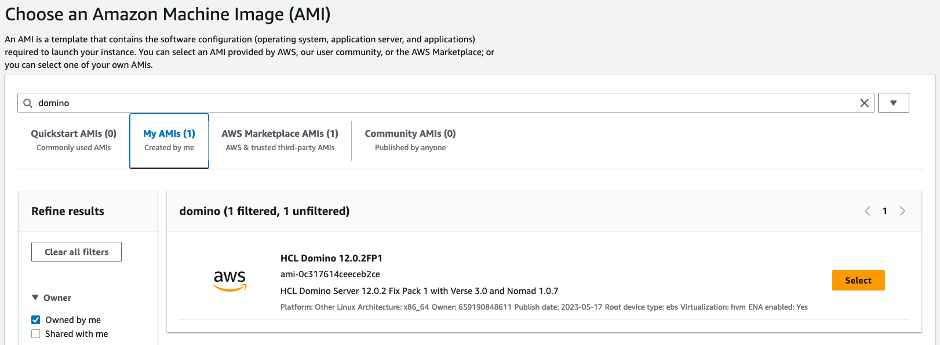 Choose an Amazon Machine Image (AMI)
An AMI is a template that contains the software configuration (operating system, application server, and applications)
required to launch your instance. You can select an AMI provided by AWS, our user community, or the AWS Marketplace; or
you can select one of your own AMIs.
domino
Quickstart AMIs (0)
Commonly used AMIs
My AMIs (1)
Created by me
AWS Marketplace AMIs (1)
AWS & trusted third-party AMIs
Community AMIs (0)
Published by anyone
Refine results
Clear all filters
Owner
Owned by me
Shared with me
domino (1 filtered, 1 unfiltered)
1
aws
HCL Domino 12.0.2FP1
ami-0c317614ceeceb2ce
HCL Domino Server 12.0.2 Fix Pack 1 with Verse 3.0 and Nomad 1.0.7
Platform: Other Linux Architecture: x86_64 Owner: 659190848611 Publish date: 2023-05-17 Root device type: ebs Virtualization: hvm ENA enabled: Yes
Select